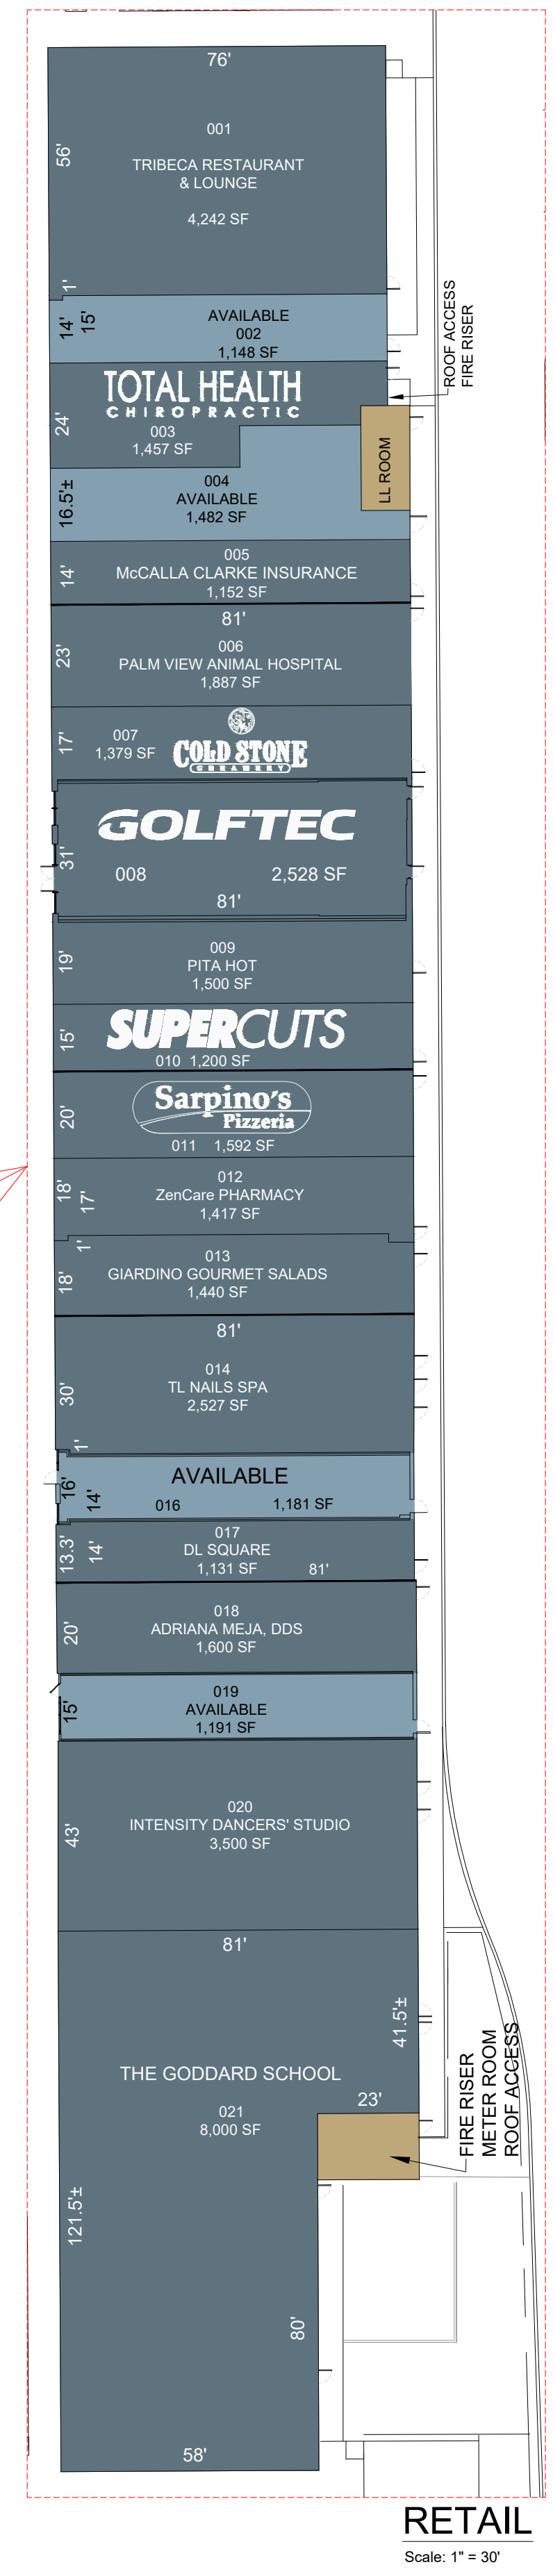 76'
56'
001
TRIBECA RESTAURANT
& LOUNGE
4,242 SF
1'
14'
15'
AVAILABLE
002
1,148 SF
ROOF ACCESS
FIRE RISER
TOTAL HEALTH
CHIROPRACTIC
24'
003
1,457 SF
LL ROOM
16.5'±
004
AVAILABLE
1,482 SF
14'
005
McCALLA CLARKE INSURANCE
1,152 SF
81'
23'
006
PALM VIEW ANIMAL HOSPITAL
1,887 SF
17'
007
1,379 SF
COLD STONE
CREAMERY
GOLFTEC
31'
008 2,528 SF
81'
19'
009
PITA HOT
1,500 SF
15'
SUPERCUTS
010 1,200 SF
20'
Sarpino's
Pizzeria
011 1,592 SF
18'
17'
012
ZenCare PHARMACY
1,417 SF
1'
18'
013
GIARDINO GOURMET SALADS
1,440 SF
81'
30'
014
TL NAILS SPA
2,527 SF
1'
16'
14'
AVAILABLE
016 1,181 SF
13.3'
14'
017
DL SQUARE
1,131 SF 81'
20'
018
ADRIANA MEJA, DDS
1,600 SF
15'
019
AVAILABLE
1,191 SF
43'
020
INTENSITY DANCERS' STUDIO
3,500 SF
81'
41.5'±
THE GODDARD SCHOOL
021
8,000 SF
23'
FIRE RISER
METER ROOM
ROOF ACCESS
121.5'±
80'
58'
RETAIL
Scale: 1" = 30'